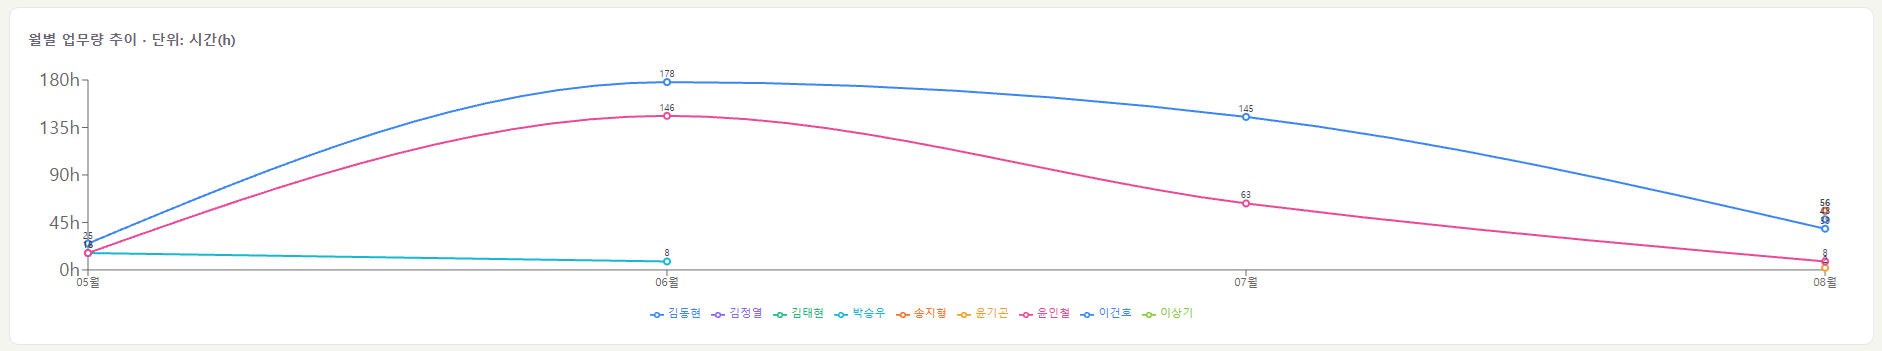 월별 업무량 추이 · 단위: 시간(h)
180h
178
146
145
135h
90h
63
56
45h
39
25
16
8
8
0h
05월 06월 07월 08월
김동현 김정열 김태현 박승우 송지형 윤기곤 윤인철 이건호 이상기